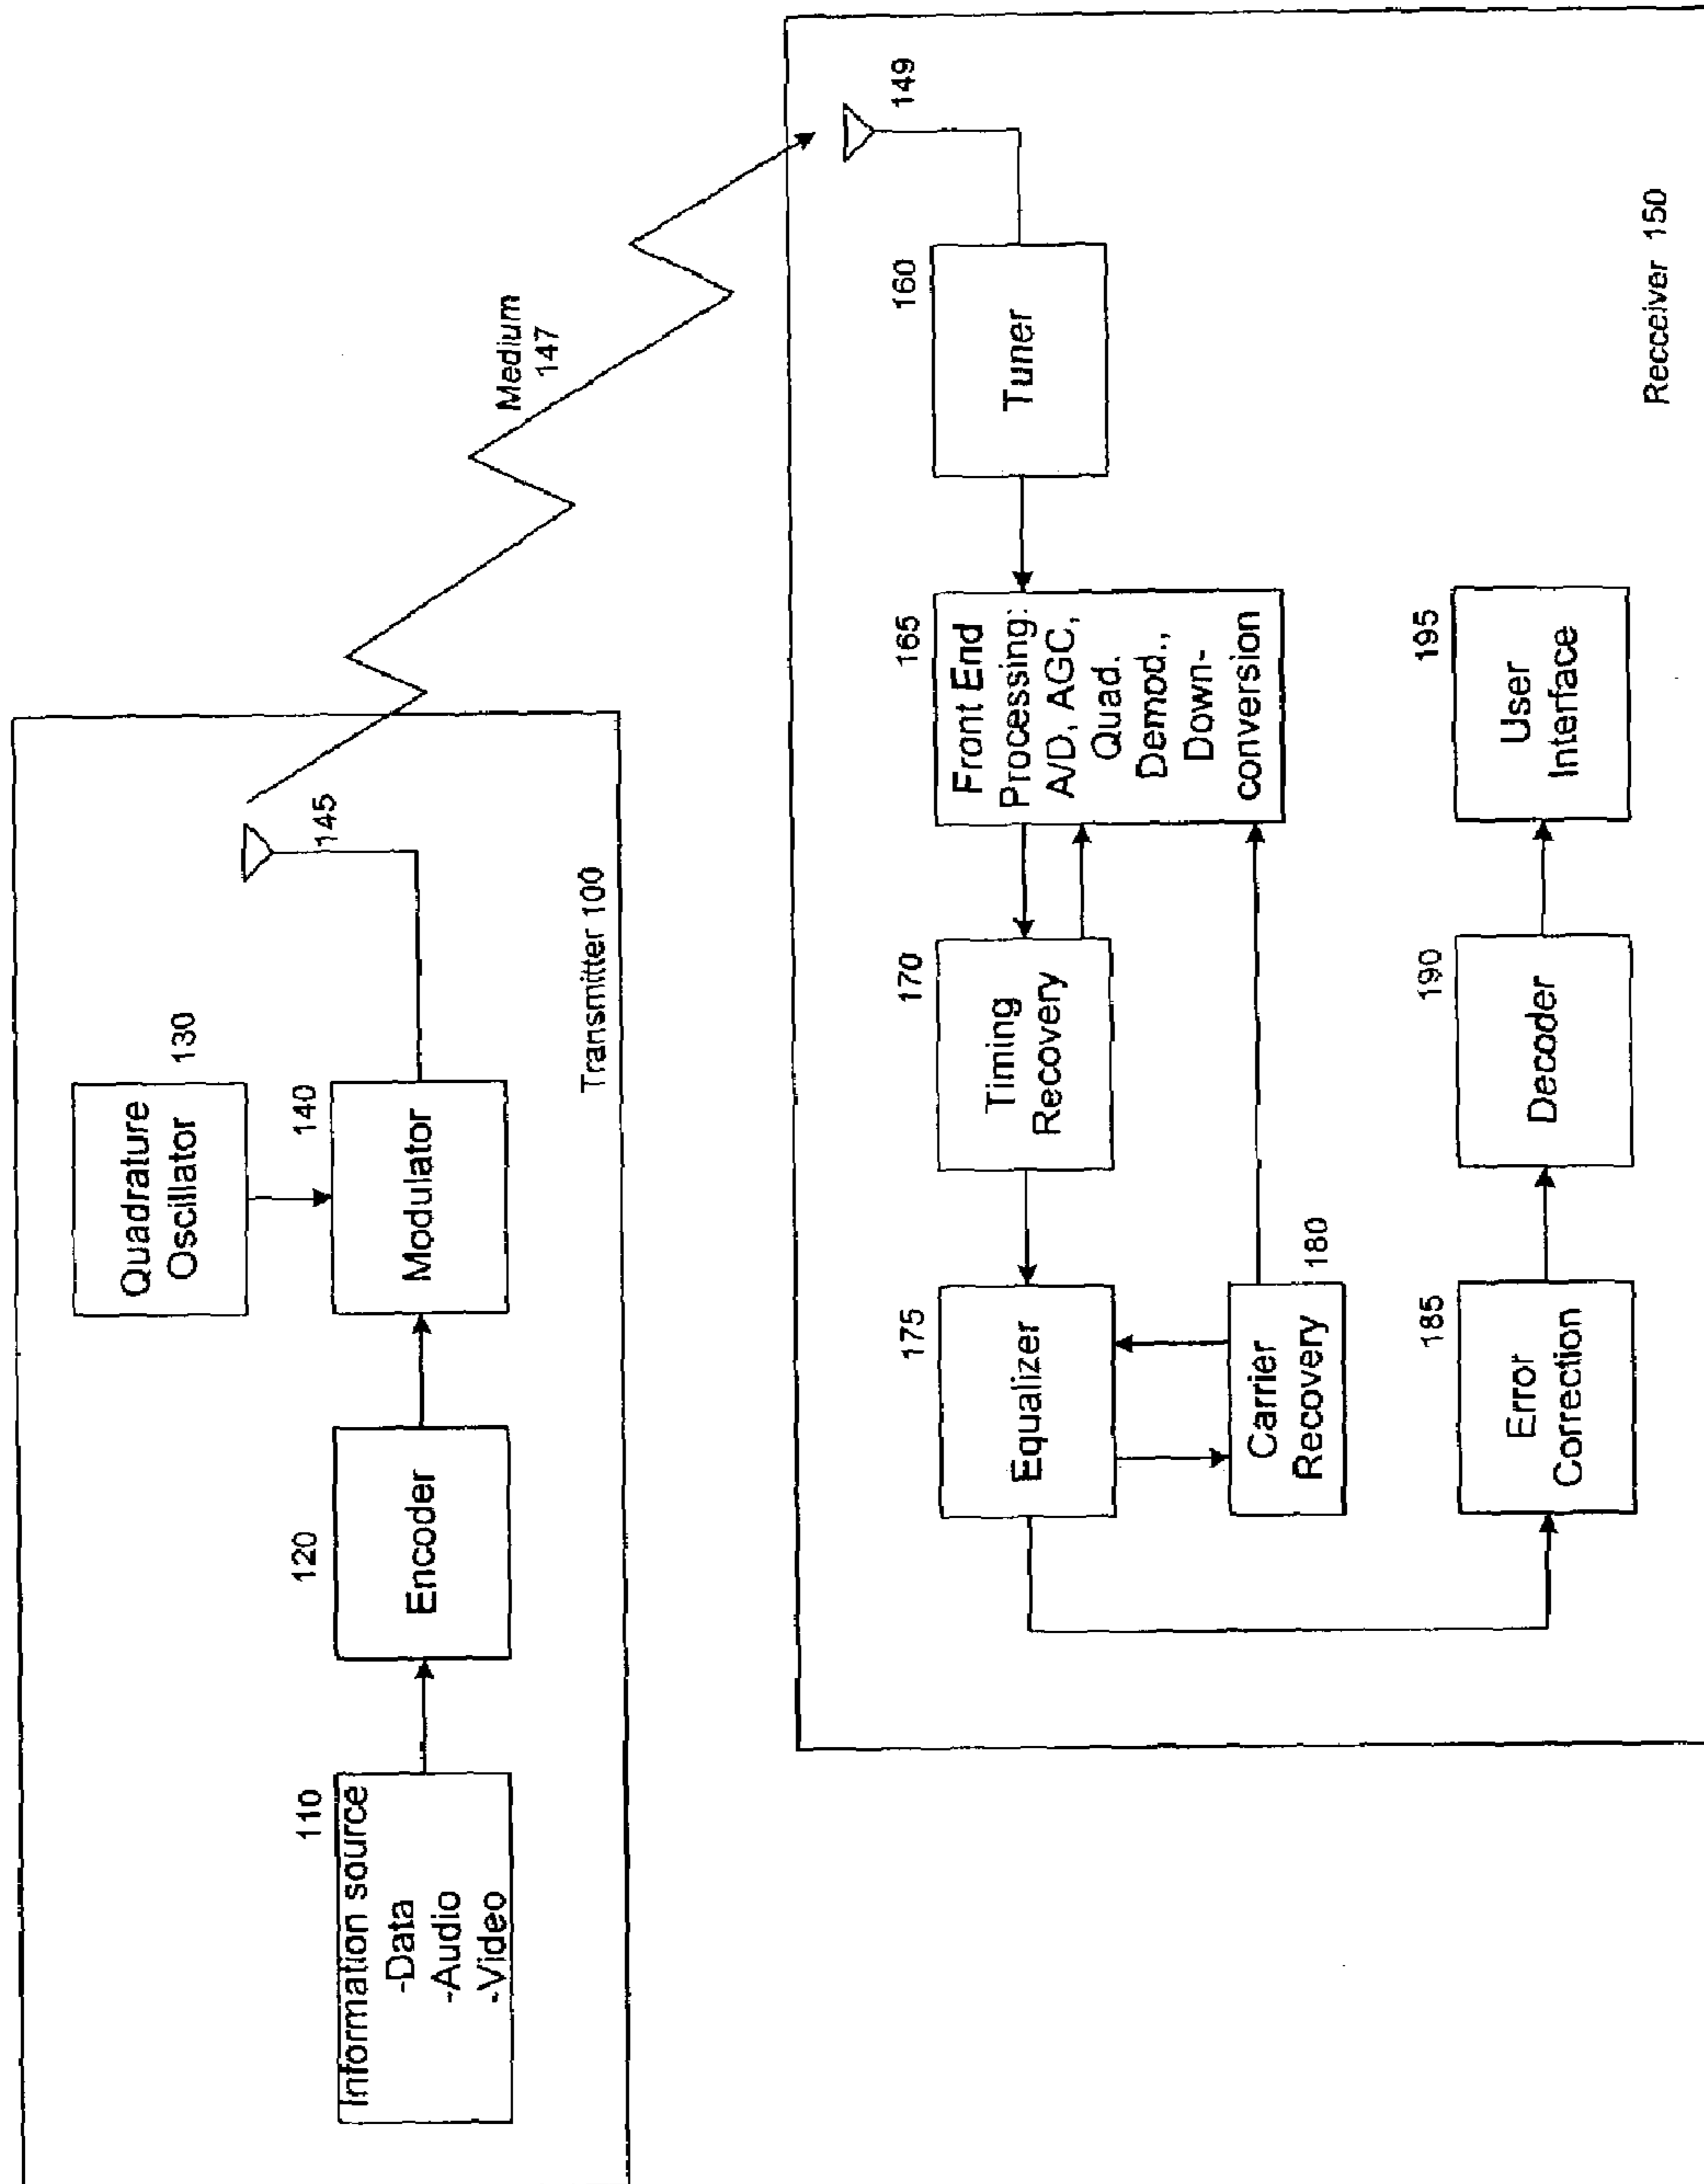 110
Information source
-Data
-Audio
-Video
120
Encoder
Quadrature
Oscillator
130
140
Modulator
145
Transmitter 100
Medium
147
149
160
Tuner
165
Front End
Processing:
A/D, AGC,
Quad.
Demod.,
Down-
conversion
170
Timing
Recovery
175
Equalizer
Carrier
Recovery
180
185
Error
Correction
190
Decoder
195
User
Interface
Recceiver 150